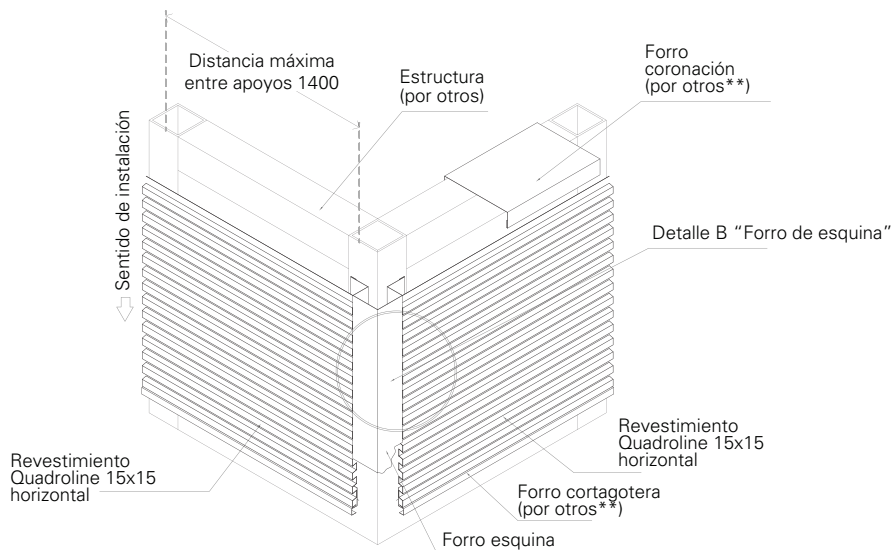 Distancia máxima
entre apoyos 1400
Estructura
(por otros)
Forro
coronación
(por otros**)
Sentido de instalación
Detalle B “Forro de esquina”
Revestimiento
Quadroline 15x15
horizontal
Revestimiento
Quadroline 15x15
horizontal
Forro cortagotera
(por otros**)
Forro esquina